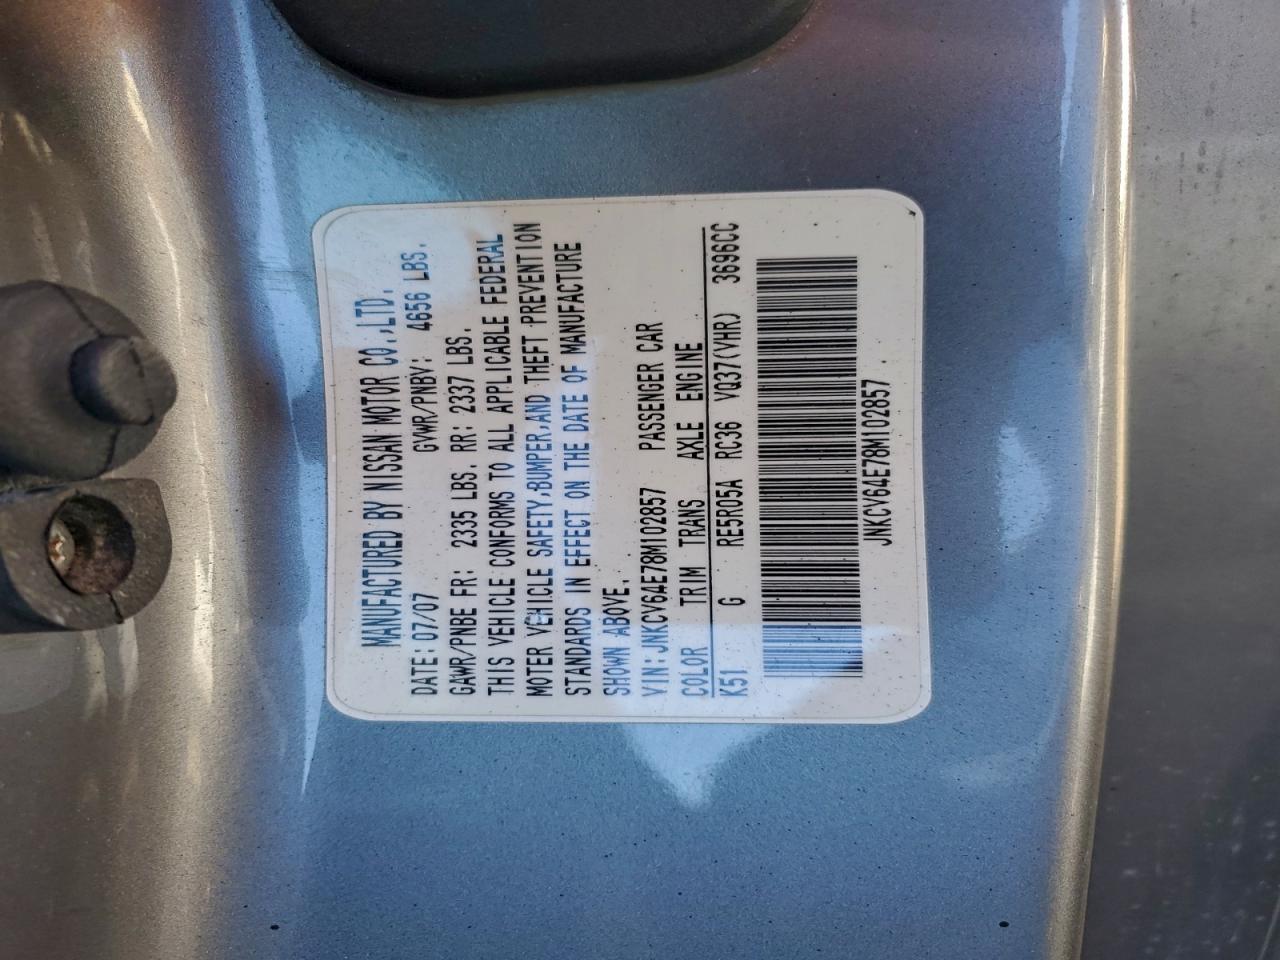 MANUFACTURED BY NISSAN MOTOR CO.,LTD.
DATE: 07/07 GVWR/PNBV: 4656 LBS.
GAWR/PNBE FR: 2335 LBS. RR: 2337 LBS.
THIS VEHICLE CONFORMS TO ALL APPLICABLE FEDERAL
MOTER VEHICLE SAFETY,BUMPER,AND THEFT PREVENTION
STANDARDS IN EFFECT ON THE DATE OF MANUFACTURE
SHOWN ABOVE.
VIN: JNKCV64E78M102857 PASSENGER CAR
COLOR TRIM TRANS AXLE ENGINE
K51 G RE5R05A RC36 VQ37(VHR) 3696CC
JNKCV64E78M102857